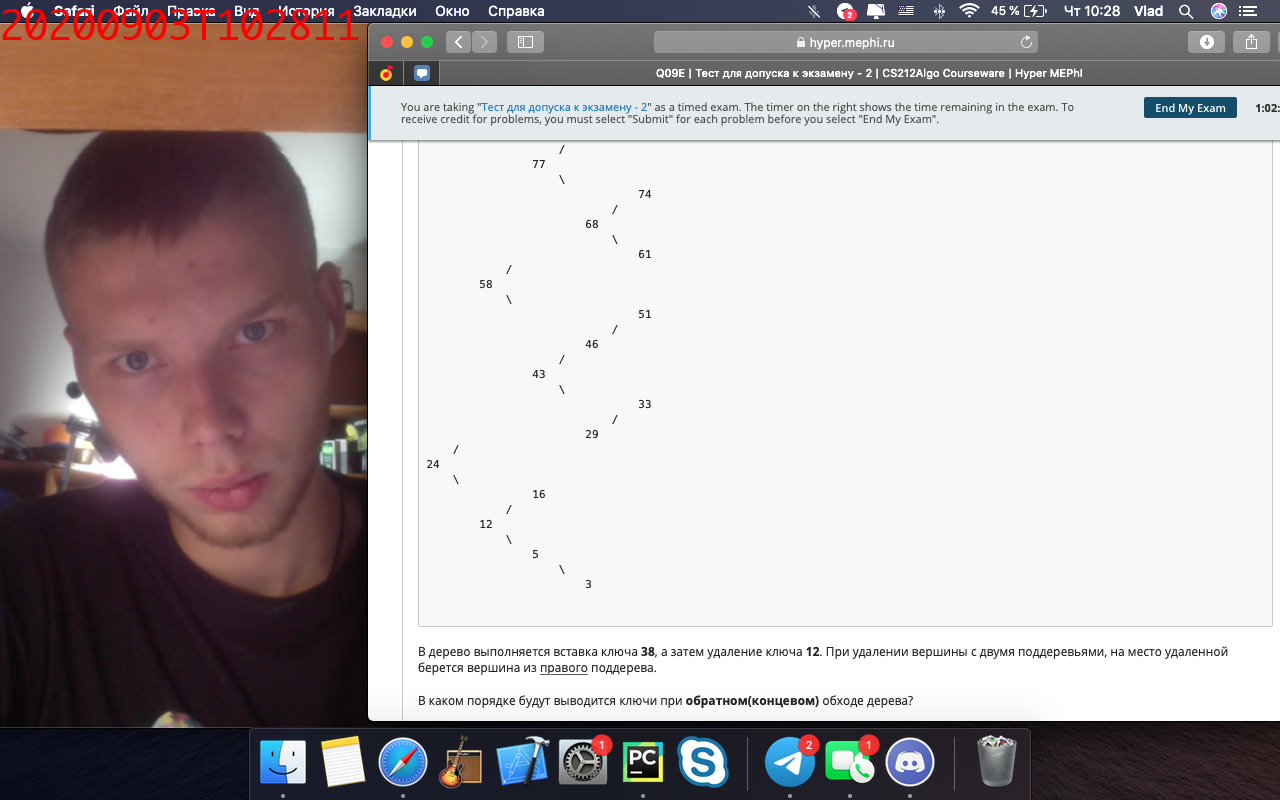 Safari Файл Правка Вид История Закладки Окно Справка
2 45 % Чт 10:28 Vlad
20200903T102811
hyper.mephi.ru
Q09E | Тест для допуска к экзамену - 2 | CS212Algo Courseware | Hyper MEPhI
You are taking "Тест для допуска к экзамену - 2" as a timed exam. The timer on the right shows the time remaining in the exam. To
receive credit for problems, you must select "Submit" for each problem before you select "End My Exam".
End My Exam
1:02:
/
77
\
74
/
68
\
61
/
58
\
51
/
46
/
43
\
33
/
29
/
24
\
16
/
12
\
5
\
3
В дерево выполняется вставка ключа 38, а затем удаление ключа 12. При удалении вершины с двумя поддеревьями, на место удаленной
берется вершина из правого поддерева.
В каком порядке будут выводится ключи при обратном(концевом) обходе дерева?
1 PC S 2 1